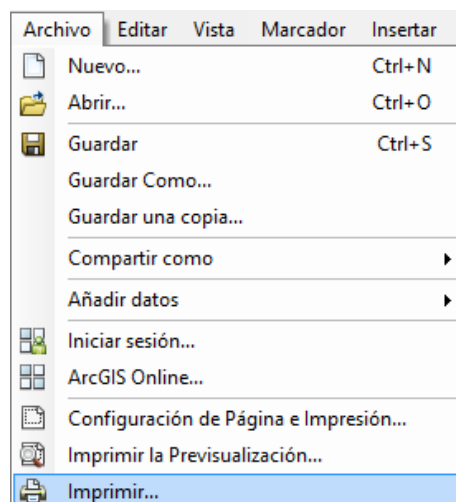 Archivo Editar Vista Marcador Insertar
Nuevo... Ctrl+N
Abrir... Ctrl+O
Guardar Ctrl+S
Guardar Como...
Guardar una copia...
Compartir como
Añadir datos
Iniciar sesión...
ArcGIS Online...
Configuración de Página e Impresión...
Imprimir la Previsualización...
Imprimir...